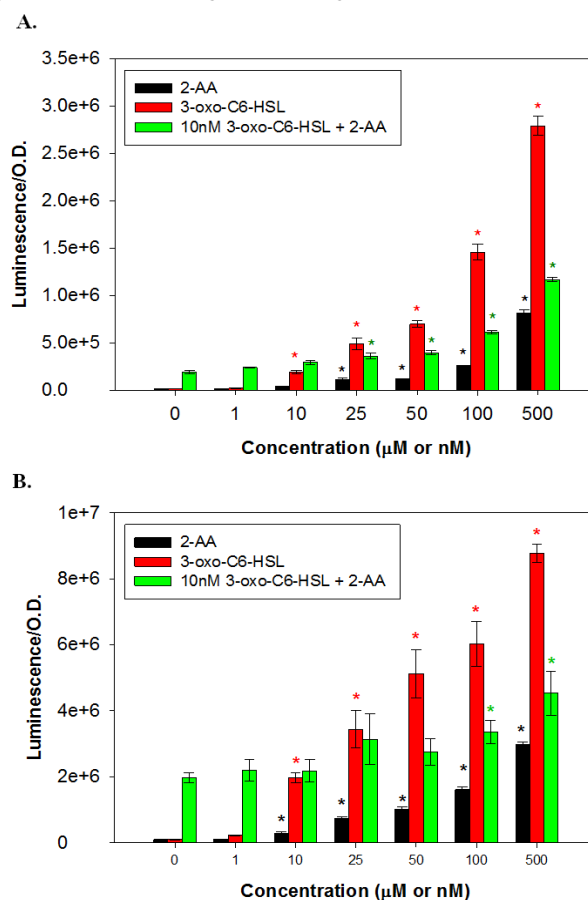 A.
3.5e+6
3.0e+6
2.5e+6
2.0e+6
1.5e+6
1.0e+6
5.0e+5
0.0
Luminescence/O.D.
2-AA
3-oxo-C6-HSL
10nM 3-oxo-C6-HSL + 2-AA
* * * * * * * * * * * * *
0 1 10 25 50 100 500
Concentration (μM or nM)
B.
1e+7
8e+6
6e+6
4e+6
2e+6
0
Luminescence/O.D.
2-AA
3-oxo-C6-HSL
10nM 3-oxo-C6-HSL + 2-AA
* * * * * * * * * * * *
0 1 10 25 50 100 500
Concentration (μM or nM)